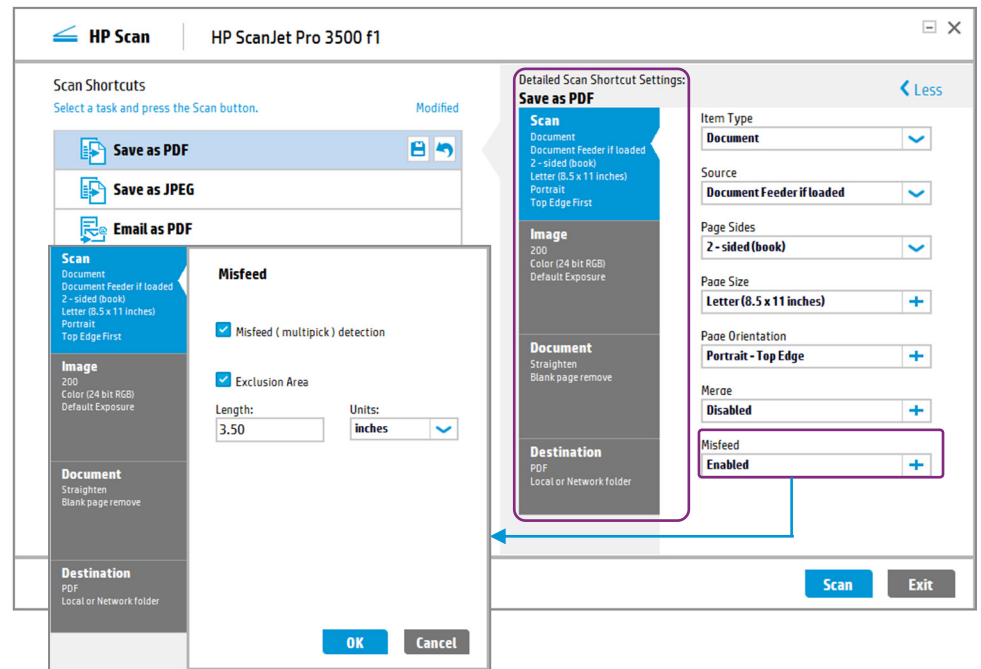 HP Scan
HP ScanJet Pro 3500 f1
Scan Shortcuts
Select a task and press the Scan button.
Modified
Save as PDF
Save as JPEG
Email as PDF
Detailed Scan Shortcut Settings:
Save as PDF
Less
Scan
Document
Document Feeder if loaded
2 - sided (book)
Letter (8.5 x 11 inches)
Portrait
Top Edge First
Image
200
Color (24 bit RGB)
Default Exposure
Document
Straighten
Blank page remove
Destination
PDF
Local or Network folder
Item Type
Document
Source
Document Feeder if loaded
Page Sides
2 - sided (book)
Page Size
Letter (8.5 x 11 inches)
Page Orientation
Portrait - Top Edge
Merge
Disabled
Misfeed
Enabled
Scan
Exit
Scan
Document
Document Feeder if loaded
2 - sided (book)
Letter (8.5 x 11 inches)
Portrait
Top Edge First
Image
200
Color (24 bit RGB)
Default Exposure
Document
Straighten
Blank page remove
Destination
PDF
Local or Network folder
Misfeed
Misfeed ( multipick ) detection
Exclusion Area
Length:
Units:
3.50
inches
OK
Cancel